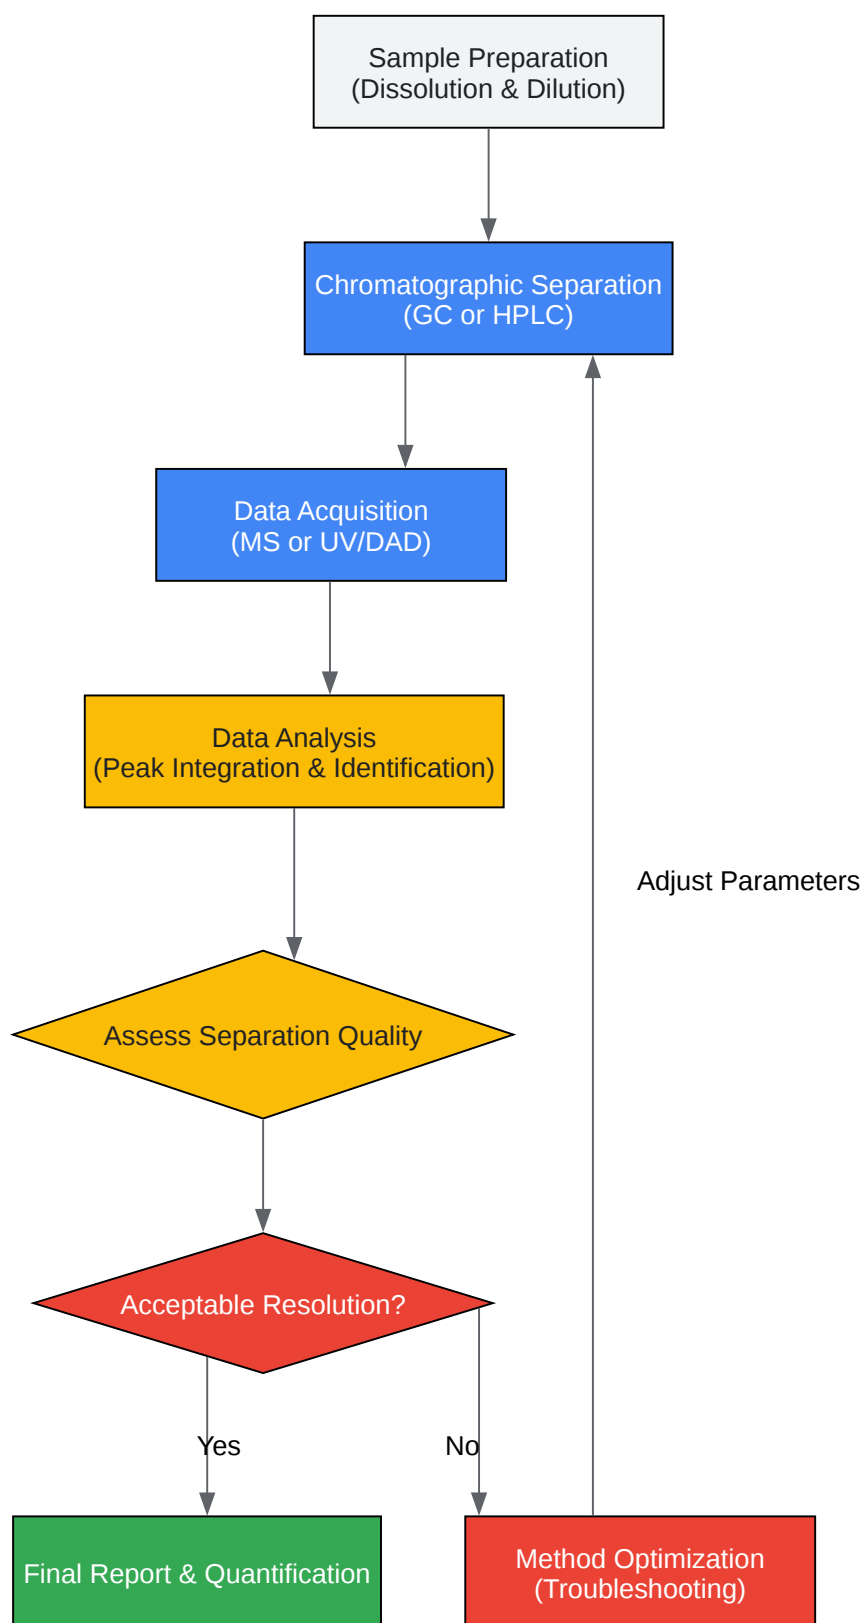 Sample Preparation
(Dissolution & Dilution)
Chromatographic Separation
(GC or HPLC)
Data Acquisition
(MS or UV/DAD)
Data Analysis
(Peak Integration & Identification)
Adjust Parameters
Assess Separation Quality
Acceptable Resolution?
Yes
No
Final Report & Quantification
Method Optimization
(Troubleshooting)